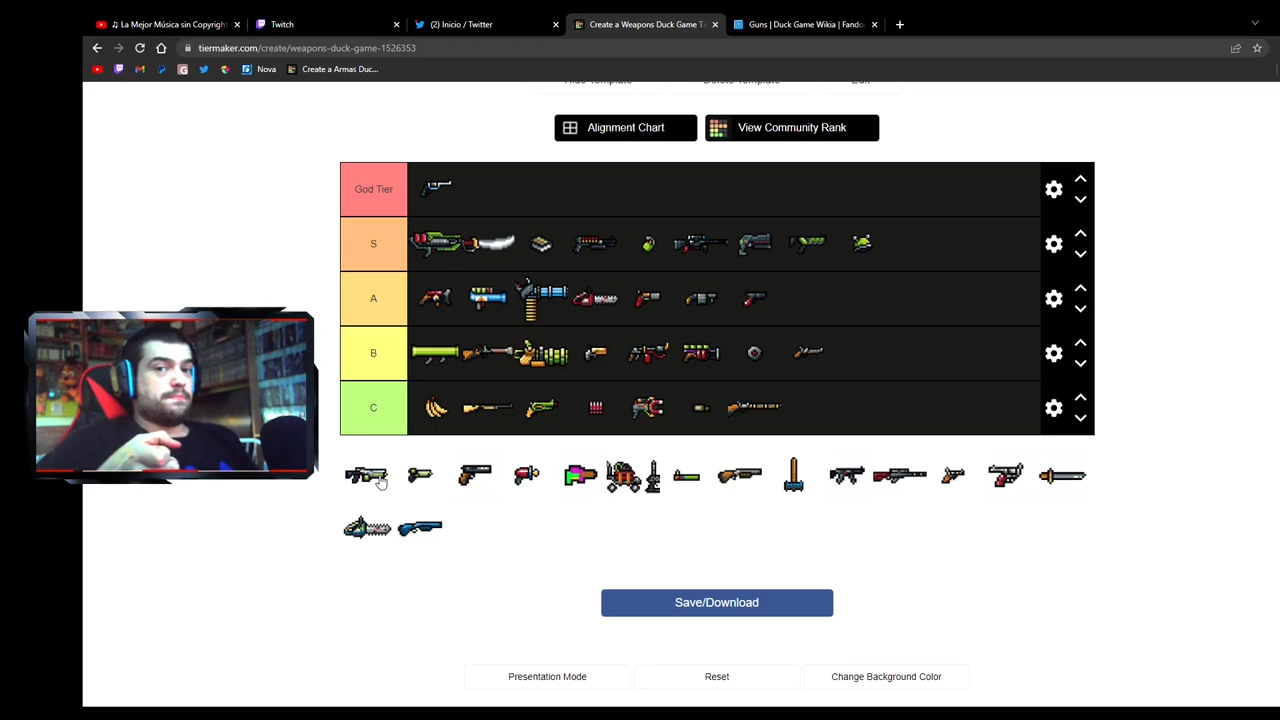 La Mejor Música sin Copyright
Twitch
(2) Inicio / Twitter
Create a Weapons Duck Game T
Guns | Duck Game Wikia | Fando
tiermaker.com/create/weapons-duck-game-1526353
Nova
Create a Armas Duc...
Alignment Chart
View Community Rank
God Tier
S
A
B
C
Save/Download
Presentation Mode
Reset
Change Background Color